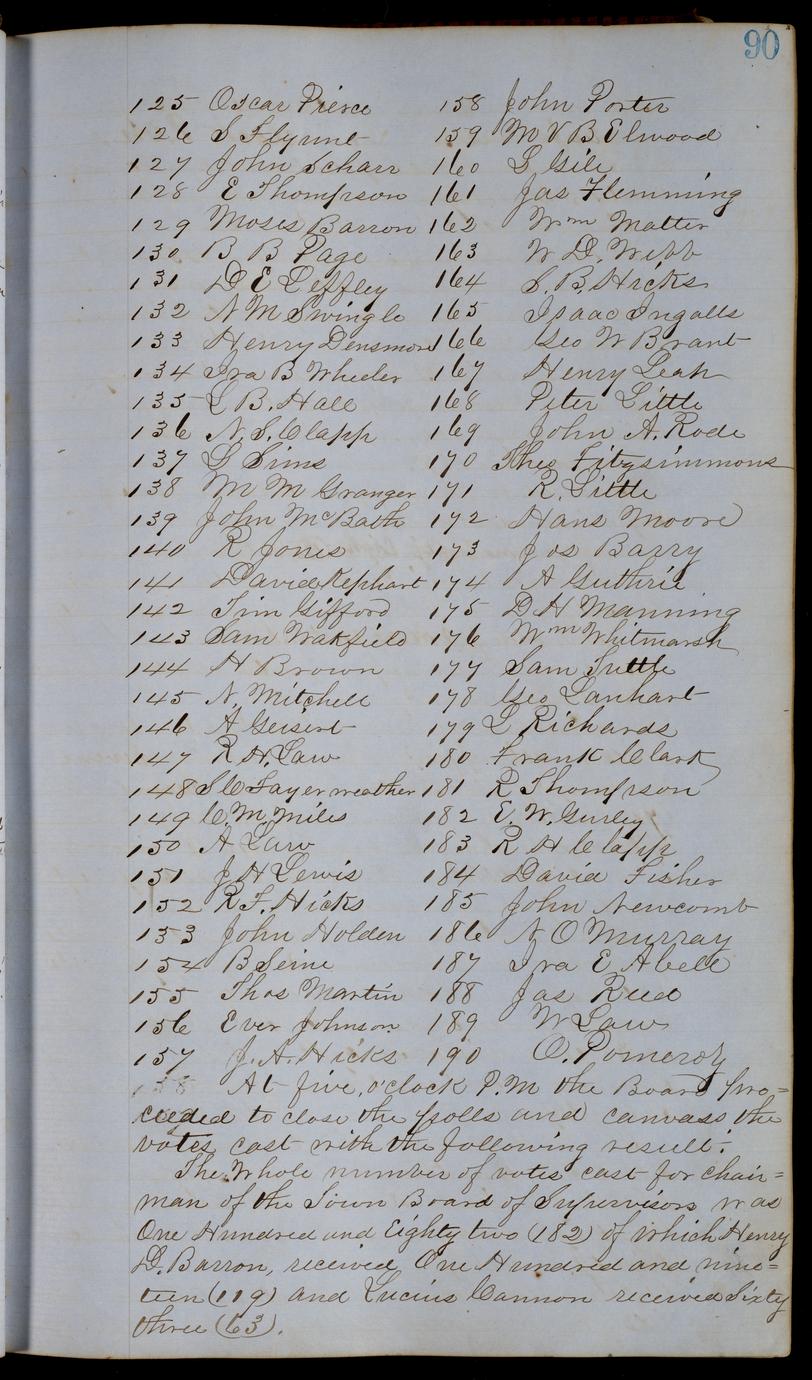 90
125 Oscar Pierce
126 S Flynne
127 John Scharr
128 E Thompson
129 Moses Barron
130 B B Page
131 D E Leffley
132 N M Swingle
133 Henry Densmore
134 Ira B Wheeler
135 L B. Hall
136 N. S. Clapp
137 L Sims
138 M M Granger
139 John McBath
140 R Jones
141 David Kephart
142 Tim Gifford
143 Sam Wakfield
144 H Brown
145 N. Mitchell
146 A Geisert
147 R H. Law
148 S C Fayerweather
149 C. M. Miles
150 A Law
151 J H Lewis
152 R F. Hicks
153 John Holden
154 B Seine
155 Thos Martin
156 Ever Johnson
157 J. A. Hicks
158 John Porter
159 M V B Elwood
160 L Gile
161 Jas Flemming
162 Wm Matter
163 W D. Webb
164 S. B. Hicks
165 Isaac Ingalls
166 Geo W Brant
167 Henry Leah
168 Peter Little
169 John A. Rode
170 Theo Fitzsimmons
171 R. Little
172 Hans Moore
173 Jos Barry
174 A Guthrie
175 D H Manning
176 Wm Whitmarsh
177 Sam Tuttle
178 Geo Lanhart
179 L Richards
180 Frank Clark
181 R Thompson
182 E. W. Gurley
183 R H Clapp
184 David Fisher
185 John Newcomb
186 N O Murray
187 Ira E Abell
188 Jas Reed
189 W Law
190 O. Pomeroy
158 At five, o'clock P.M the Board pro=
ceeded to close the polls and canvass the
votes cast with the following result.
The Whole number of votes cast for chair=
man of the Town Board of Supervisors was
One Hundred and Eighty two (182) of which Henry
D. Barron, received One Hundred and nine=
teen (119) and Lucius Cannon received Sixty
three (63).